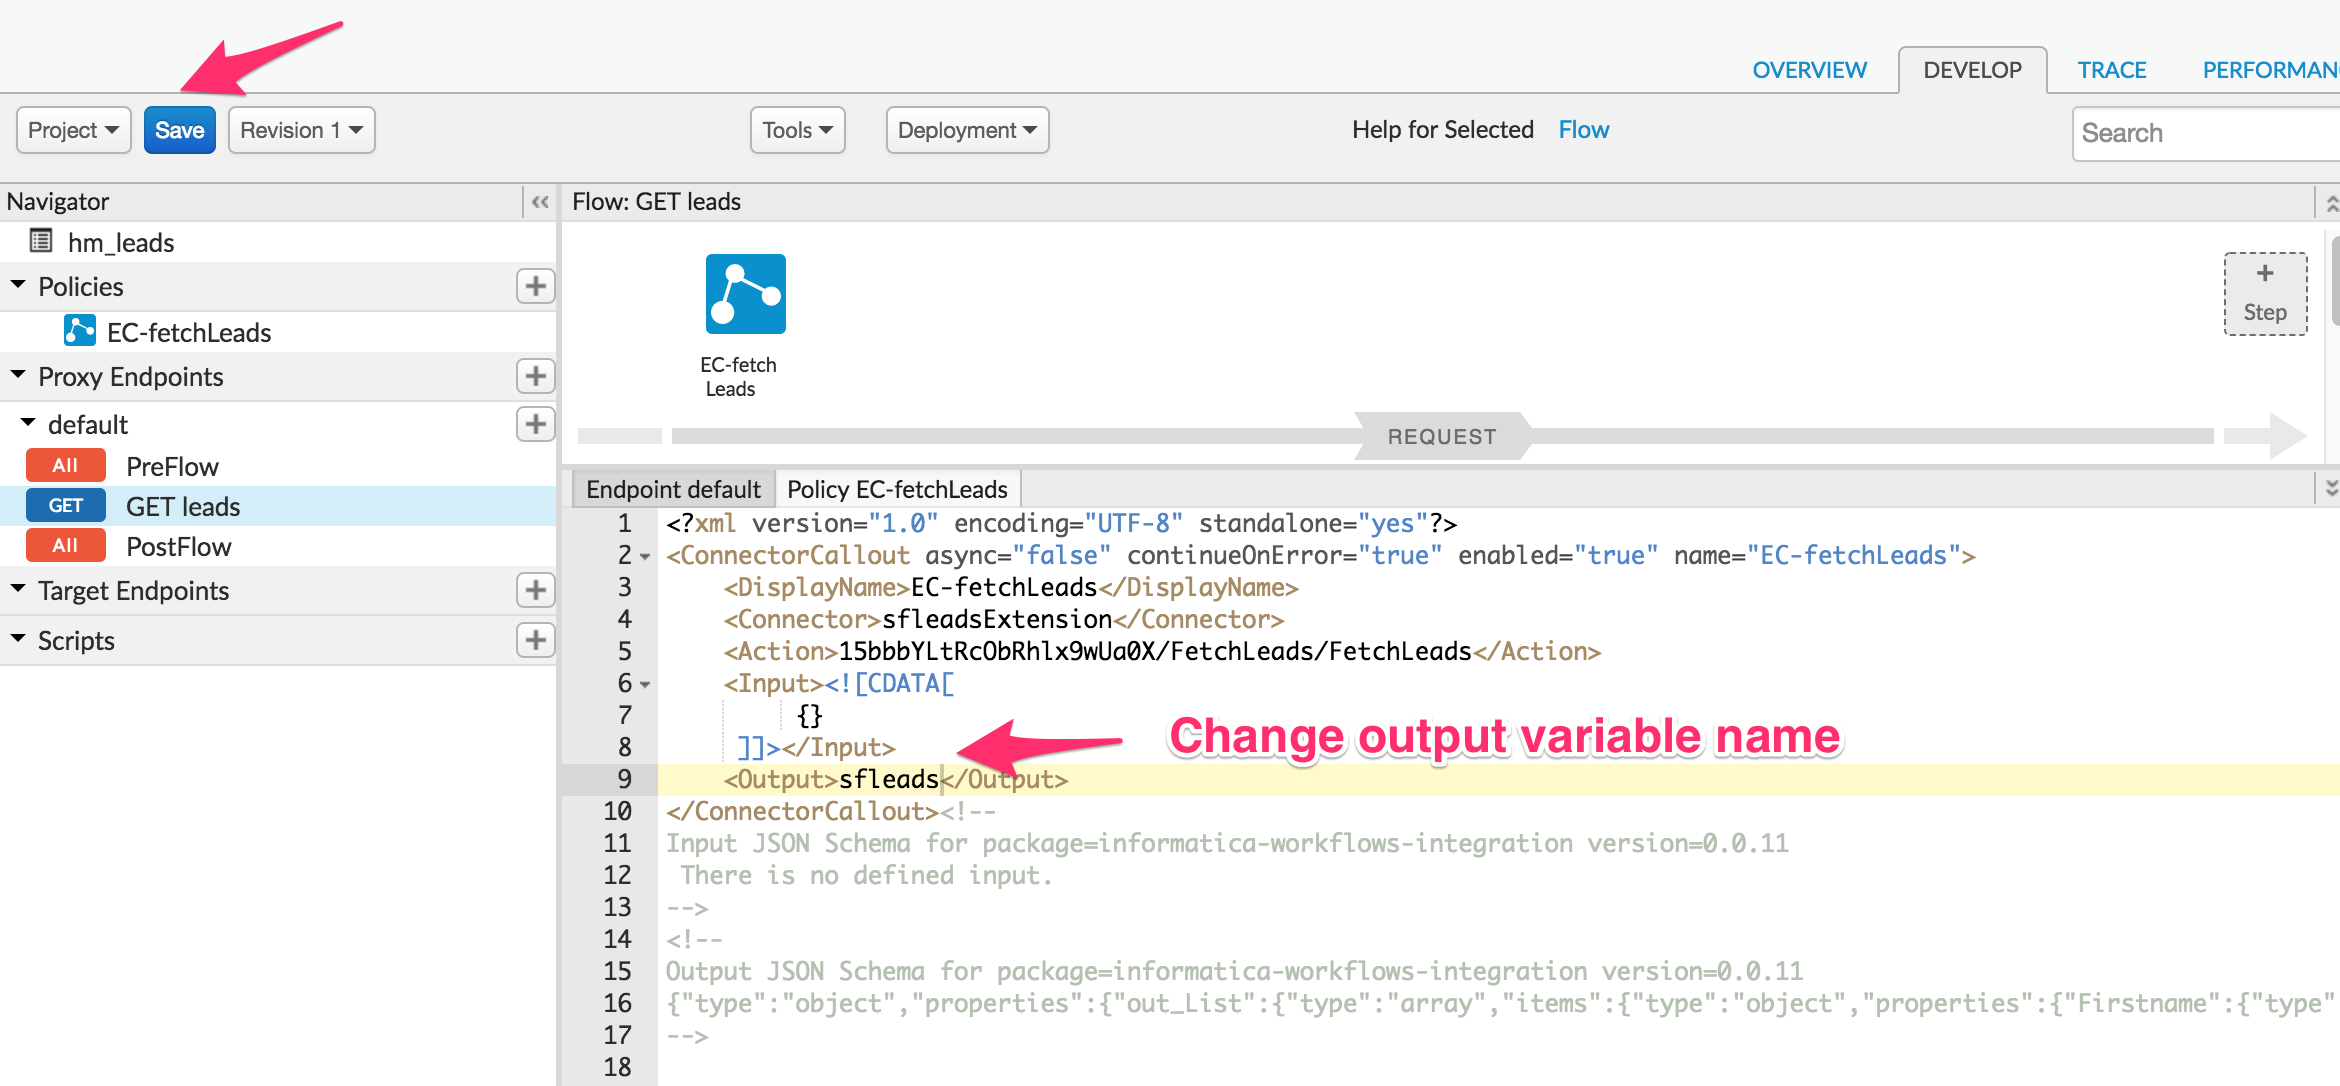 OVERVIEW DEVELOP TRACE PERFORMAN
Project Save Revision 1 Tools Deployment Help for Selected Flow Search
Navigator
hm_leads
Policies
EC-fetchLeads
Proxy Endpoints
default
All PreFlow
GET GET leads
All PostFlow
Target Endpoints
Scripts
Flow: GET leads
EC-fetch
Leads
+
Step
REQUEST
Endpoint default Policy EC-fetchLeads
1 <?xml version="1.0" encoding="UTF-8" standalone="yes"?>
2 <ConnectorCallout async="false" continueOnError="true" enabled="true" name="EC-fetchLeads">
3 <DisplayName>EC-fetchLeads</DisplayName>
4 <Connector>sfleadsExtension</Connector>
5 <Action>15bbbYLtRcObRhlx9wUa0X/FetchLeads/FetchLeads</Action>
6 <Input><![CDATA[
7 {}
8 ]]></Input>
Change output variable name
9 <Output>sfleads</Output>
10 </ConnectorCallout><!--
11 Input JSON Schema for package=informatica-workflows-integration version=0.0.11
12 There is no defined input.
13 -->
14 <!--
15 Output JSON Schema for package=informatica-workflows-integration version=0.0.11
16 {"type":"object","properties":{"out_List":{"type":"array","items":{"type":"object","properties":{"Firstname":{"type"
17 -->
18